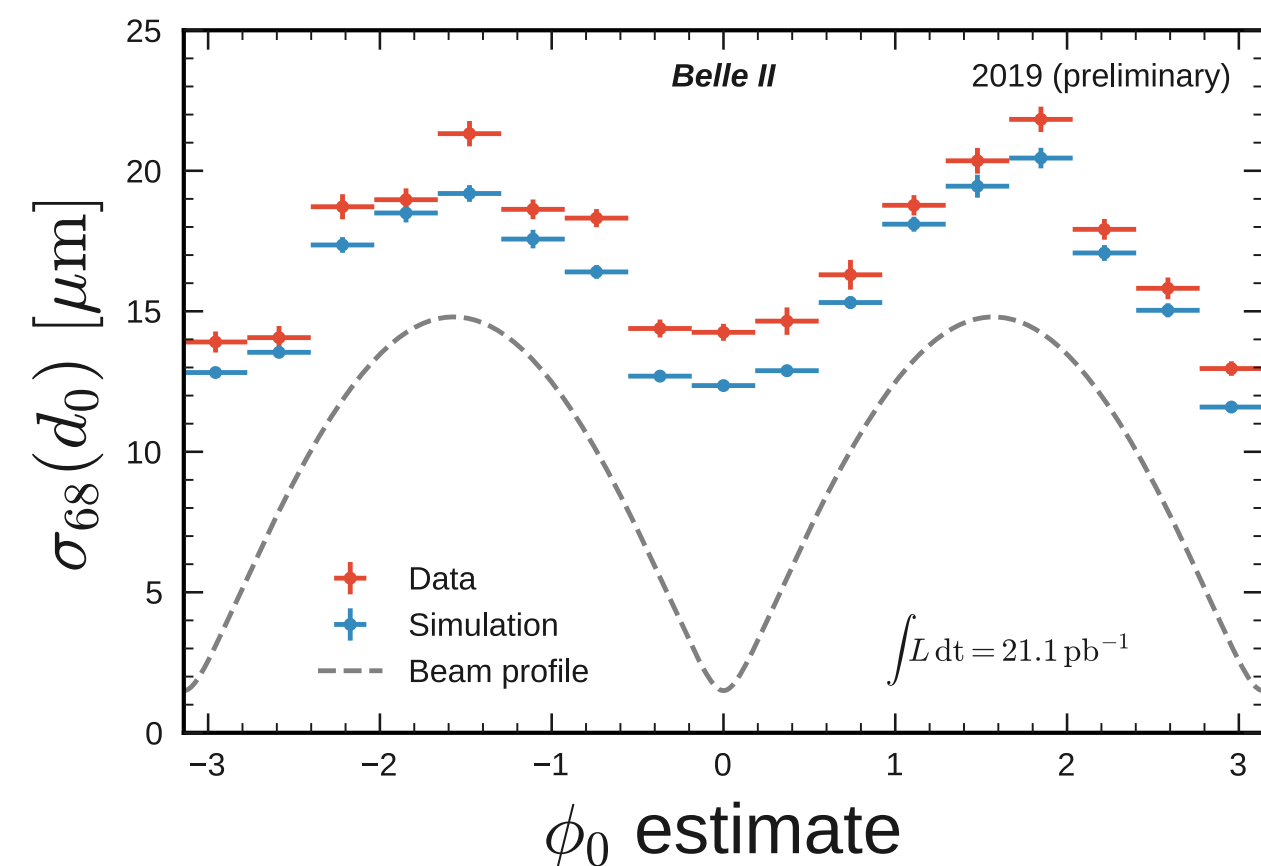 25
20
15
10
5
0
σ68(d0) [μm]
Belle II
2019 (preliminary)
Data
Simulation
Beam profile
∫L dt = 21.1 pb⁻¹
−3 −2 −1 0 1 2 3
ϕ0 estimate